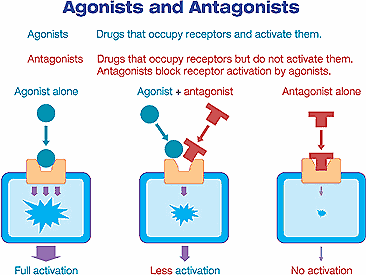 Agonists and Antagonists
Agonists Drugs that occupy receptors and activate them.
Antagonists Drugs that occupy receptors but do not activate them.
Antagonists block receptor activation by agonists.
Agonist alone
Agonist + antagonist
Antagonist alone
Full activation
Less activation
No activation